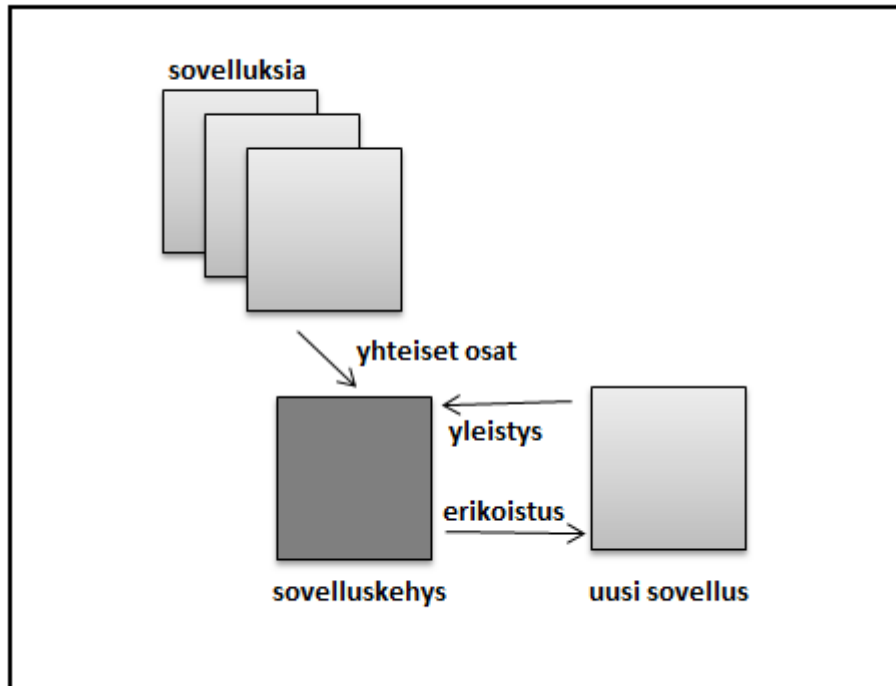 sovelluksia
yhteiset osat
yleistys
erikoistus
sovelluskehys
uusi sovellus